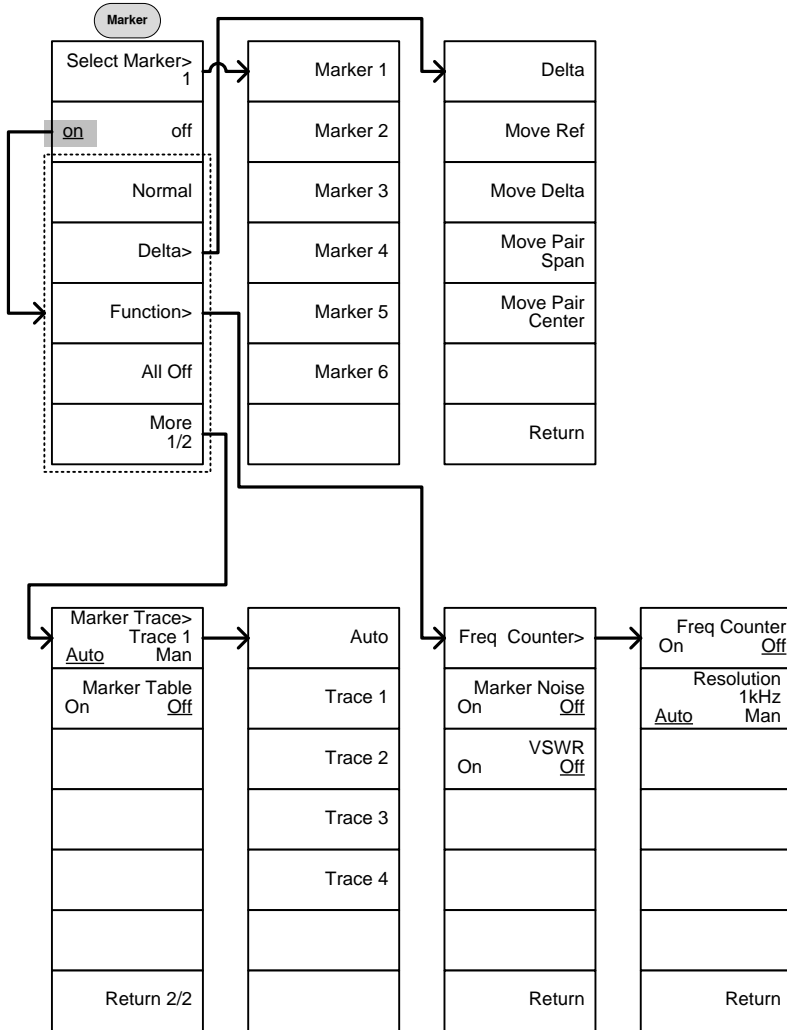 Marker
Select Marker>
1
on off
Normal
Delta>
Function>
All Off
More
1/2
Marker 1
Marker 2
Marker 3
Marker 4
Marker 5
Marker 6
Delta
Move Ref
Move Delta
Move Pair
Span
Move Pair
Center
Return
Marker Trace>
Trace 1
Auto Man
Marker Table
On Off
Return 2/2
Auto
Trace 1
Trace 2
Trace 3
Trace 4
Freq Counter>
Marker Noise
On Off
VSWR
On Off
Return
Freq Counter
On Off
Resolution
1kHz
Auto Man
Return